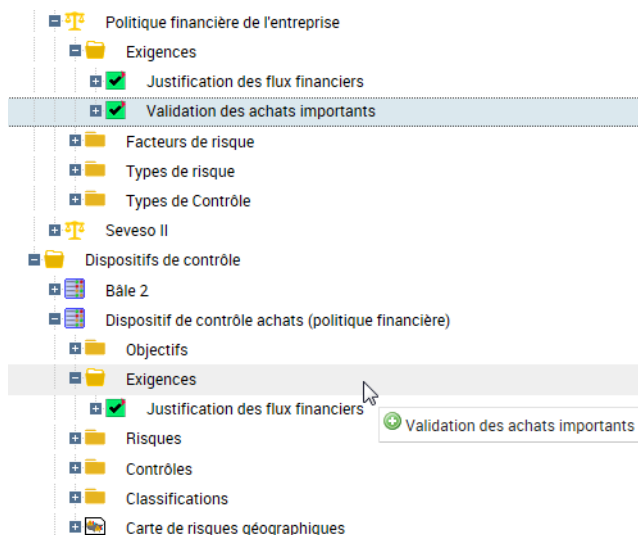 Politique financière de l'entreprise
Exigences
Justification des flux financiers
Validation des achats importants
Facteurs de risque
Types de risque
Types de Contrôle
Seveso II
Dispositifs de contrôle
Bâle 2
Dispositif de contrôle achats (politique financière)
Objectifs
Exigences
Justification des flux financiers
Validation des achats importants
Risques
Contrôles
Classifications
Carte de risques géographiques